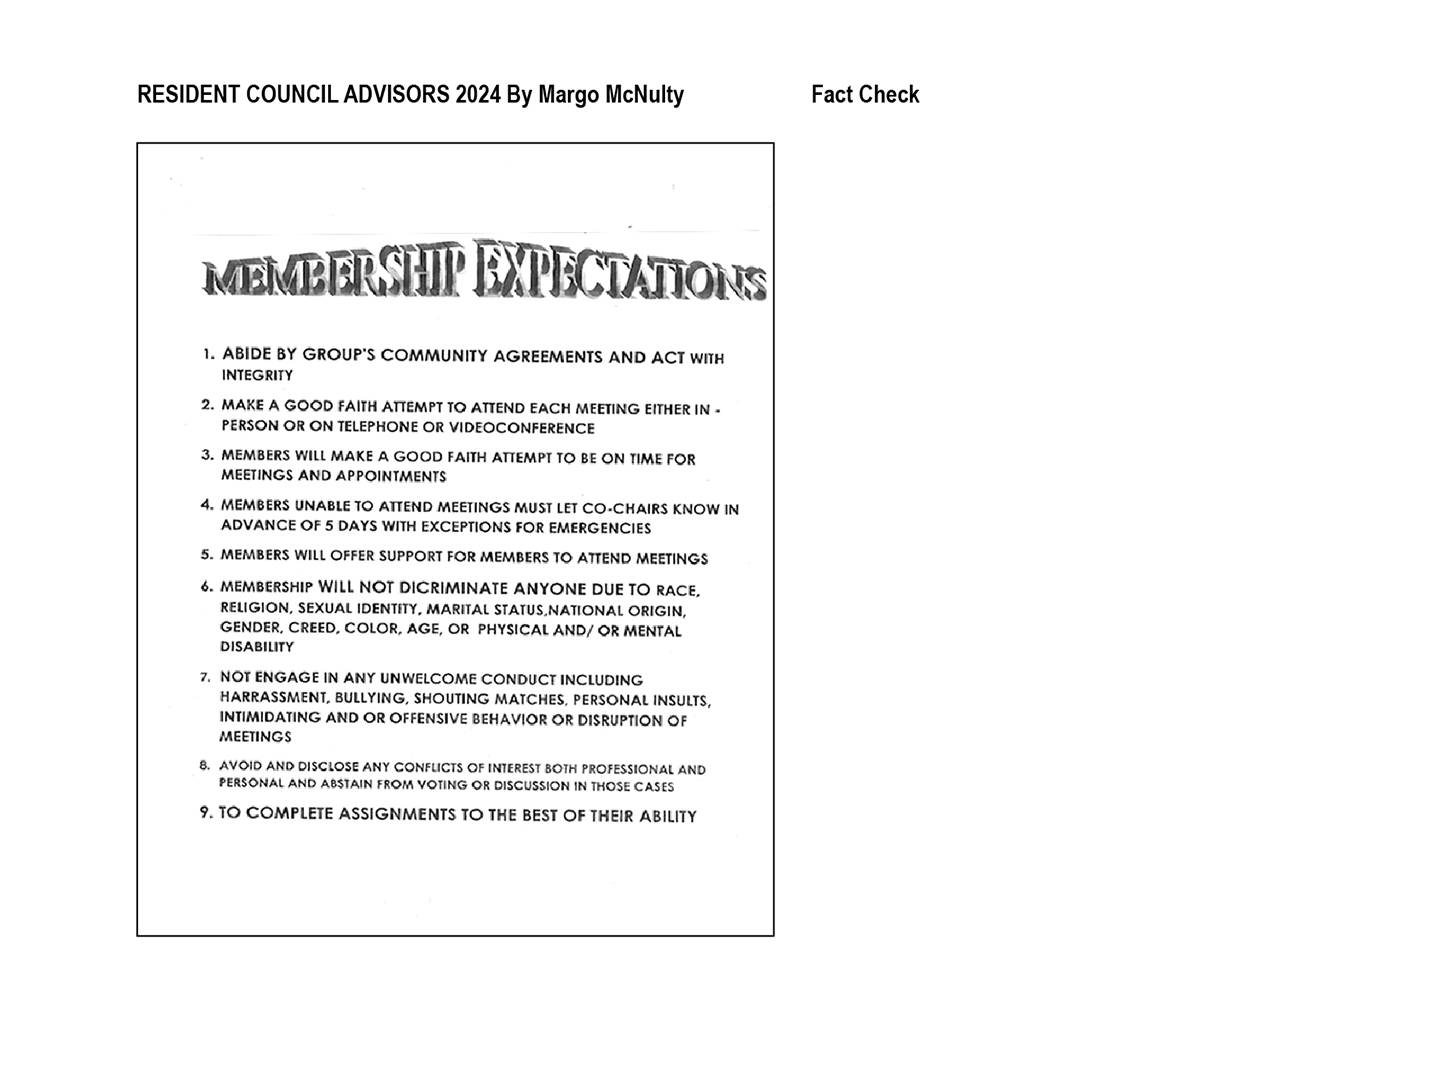 RESIDENT COUNCIL ADVISORS 2024 By Margo McNulty
Fact Check
MEMBERSHIP EXPECTATIONS
1. ABIDE BY GROUP'S COMMUNITY AGREEMENTS AND ACT WITH
INTEGRITY
2. MAKE A GOOD FAITH ATTEMPT TO ATTEND EACH MEETING EITHER IN -
PERSON OR ON TELEPHONE OR VIDEOCONFERENCE
3. MEMBERS WILL MAKE A GOOD FAITH ATTEMPT TO BE ON TIME FOR
MEETINGS AND APPOINTMENTS
4. MEMBERS UNABLE TO ATTEND MEETINGS MUST LET CO-CHAIRS KNOW IN
ADVANCE OF 5 DAYS WITH EXCEPTIONS FOR EMERGENCIES
5. MEMBERS WILL OFFER SUPPORT FOR MEMBERS TO ATTEND MEETINGS
6. MEMBERSHIP WILL NOT DICRIMINATE ANYONE DUE TO RACE,
RELIGION, SEXUAL IDENTITY, MARITAL STATUS,NATIONAL ORIGIN,
GENDER, CREED, COLOR, AGE, OR PHYSICAL AND/ OR MENTAL
DISABILITY
7. NOT ENGAGE IN ANY UNWELCOME CONDUCT INCLUDING
HARRASSMENT, BULLYING, SHOUTING MATCHES, PERSONAL INSULTS,
INTIMIDATING AND OR OFFENSIVE BEHAVIOR OR DISRUPTION OF
MEETINGS
8. AVOID AND DISCLOSE ANY CONFLICTS OF INTEREST BOTH PROFESSIONAL AND
PERSONAL AND ABSTAIN FROM VOTING OR DISCUSSION IN THOSE CASES
9. TO COMPLETE ASSIGNMENTS TO THE BEST OF THEIR ABILITY